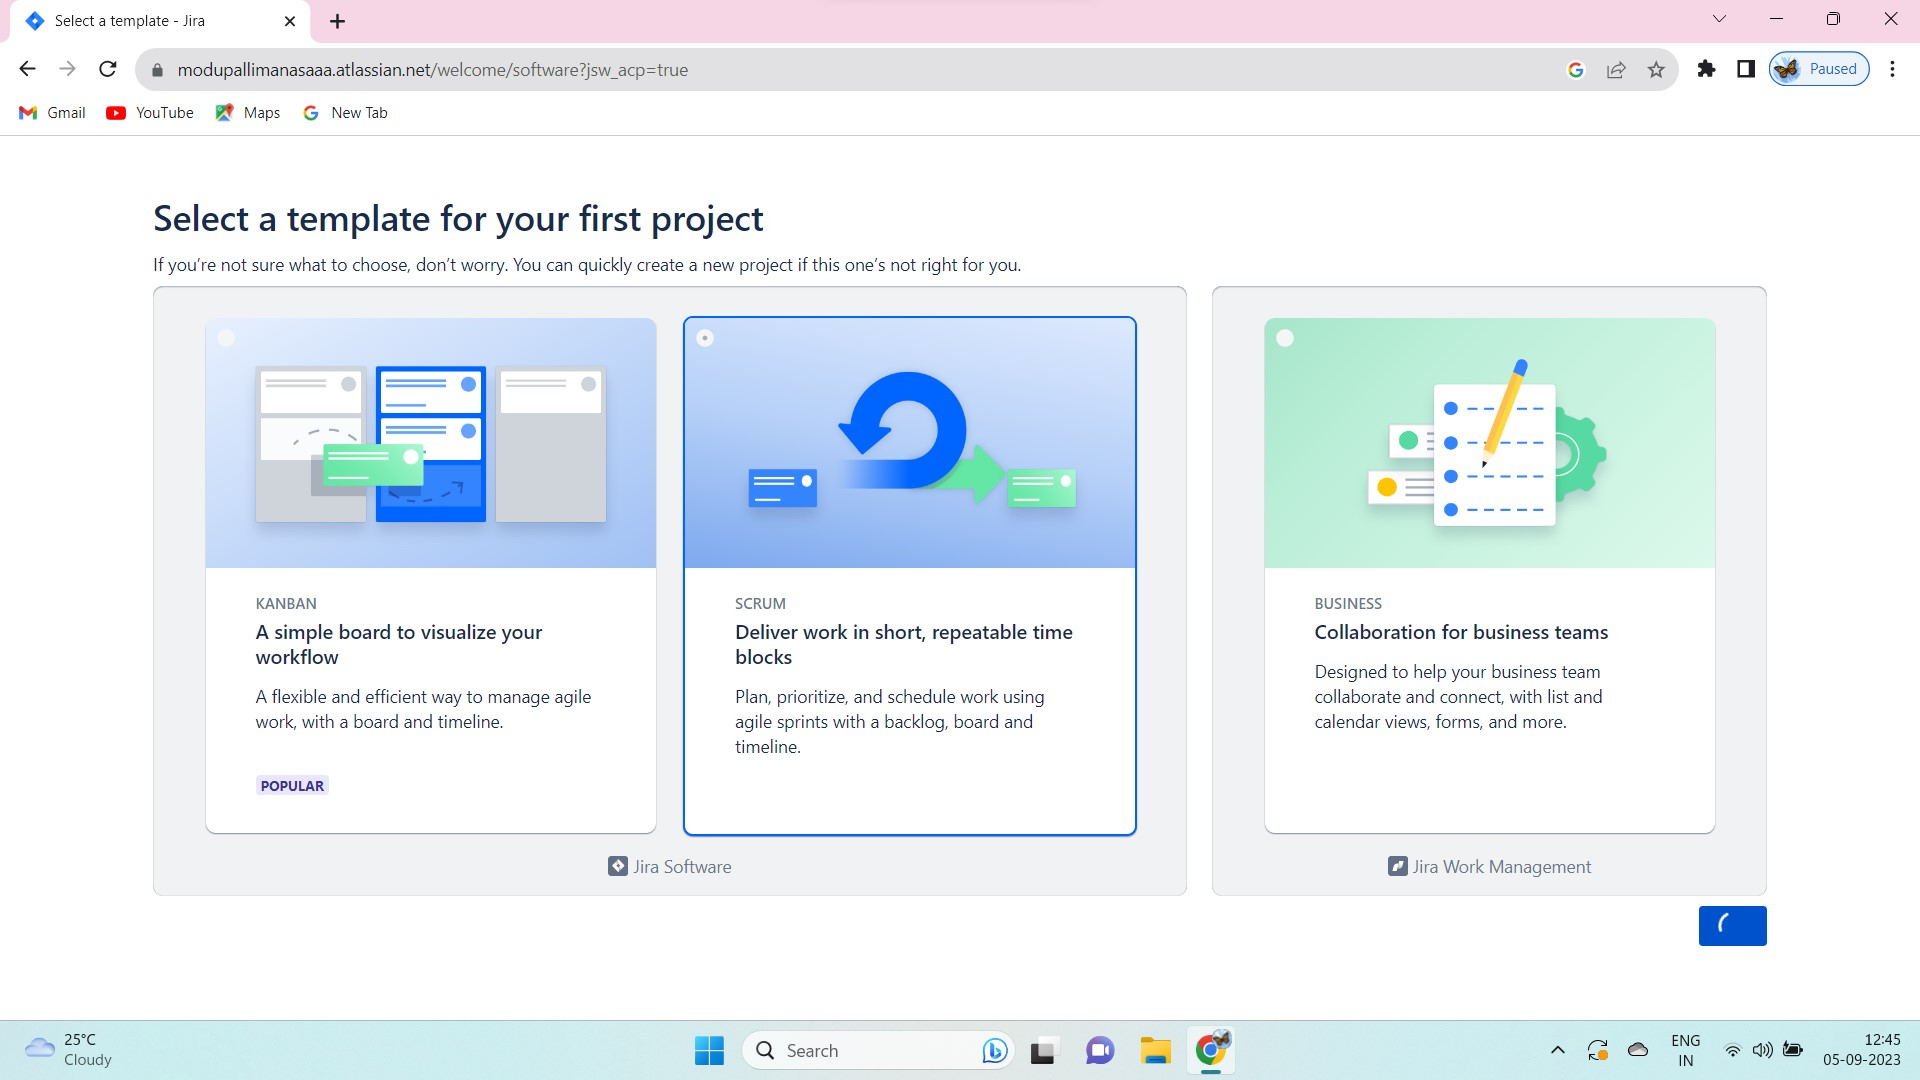 Select a template - Jira
modupallimanasaaa.atlassian.net/welcome/software?jsw_acp=true
Paused
Gmail
YouTube
Maps
New Tab
Select a template for your first project
If you're not sure what to choose, don't worry. You can quickly create a new project if this one's not right for you.
KANBAN
A simple board to visualize your
workflow
A flexible and efficient way to manage agile
work, with a board and timeline.
POPULAR
SCRUM
Deliver work in short, repeatable time
blocks
Plan, prioritize, and schedule work using
agile sprints with a backlog, board and
timeline.
Jira Software
BUSINESS
Collaboration for business teams
Designed to help your business team
collaborate and connect, with list and
calendar views, forms, and more.
Jira Work Management
25°C
Cloudy
Search
ENG
IN
12:45
05-09-2023